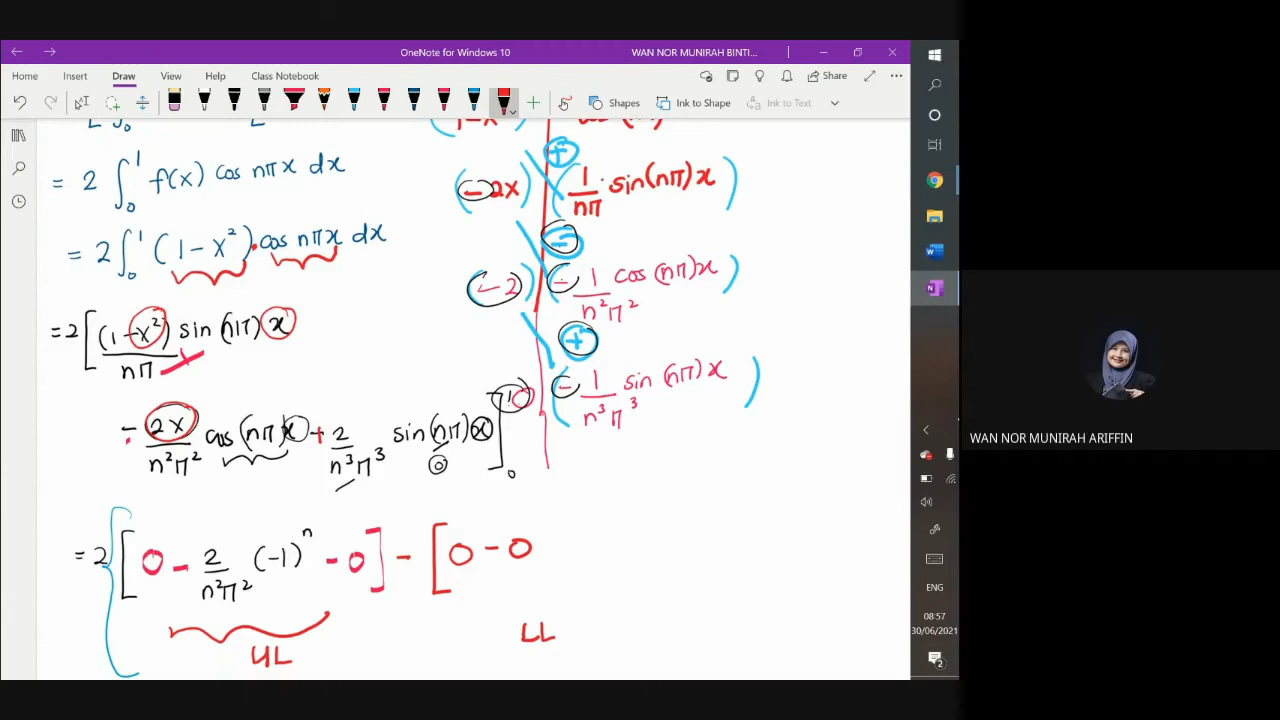 OneNote for Windows 10
WAN NOR MUNIRAH BINTI...
Home Insert Draw View Help Class Notebook
Share
Shapes Ink to Shape Ink to Text
= 2 ∫₀¹ f(x) cos nπx dx
= 2 ∫₀¹ (1 - x²) · cos nπx dx
= 2 [ (1 - x²)/nπ sin (nπ) x
- 2x/n²π² cos (nπ) x + 2/n³π³ sin (nπ) x ]₀¹
0
= 2 { [ 0 - 2/n²π² (-1)ⁿ - 0 ] - [ 0 - 0
UL
LL
+
(- 2x) ( 1/nπ · sin(nπ)x )
-
(- 2) ( - 1/n²π² cos (nπ)x )
+
( - 1/n³π³ sin (nπ)x )
WAN NOR MUNIRAH ARIFFIN
ENG
08:57
30/06/2021
2